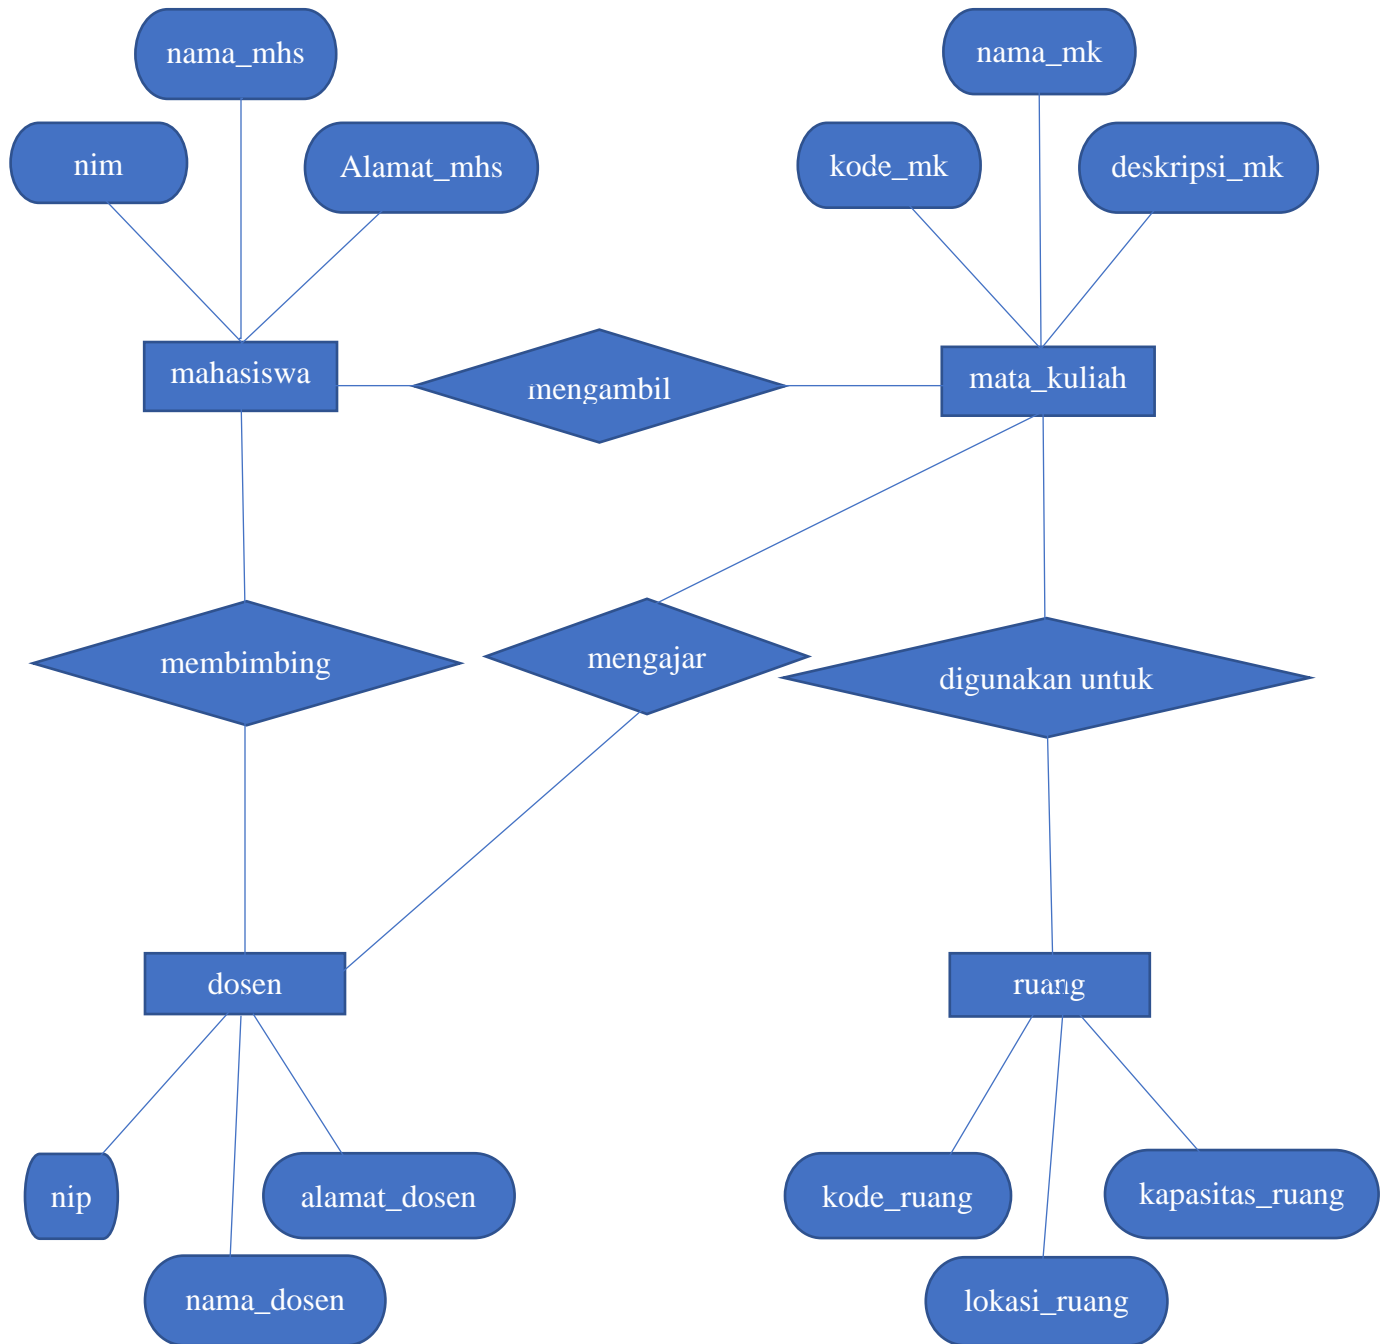 nama_mhs
nama_mk
nim
Alamat_mhs
kode_mk
deskripsi_mk
mahasiswa
mengambil
mata_kuliah
membimbing
mengajar
digunakan untuk
dosen
ruang
nip
alamat_dosen
kode_ruang
kapasitas_ruang
nama_dosen
lokasi_ruang